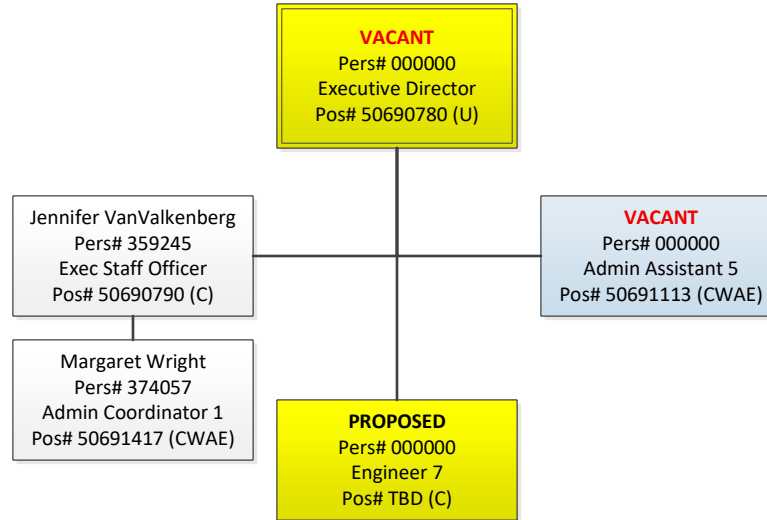 VACANT
Pers# 000000
Executive Director
Pos# 50690780 (U)
Jennifer VanValkenberg
Pers# 359245
Exec Staff Officer
Pos# 50690790 (C)
VACANT
Pers# 000000
Admin Assistant 5
Pos# 50691113 (CWAE)
Margaret Wright
Pers# 374057
Admin Coordinator 1
Pos# 50691417 (CWAE)
PROPOSED
Pers# 000000
Engineer 7
Pos# TBD (C)